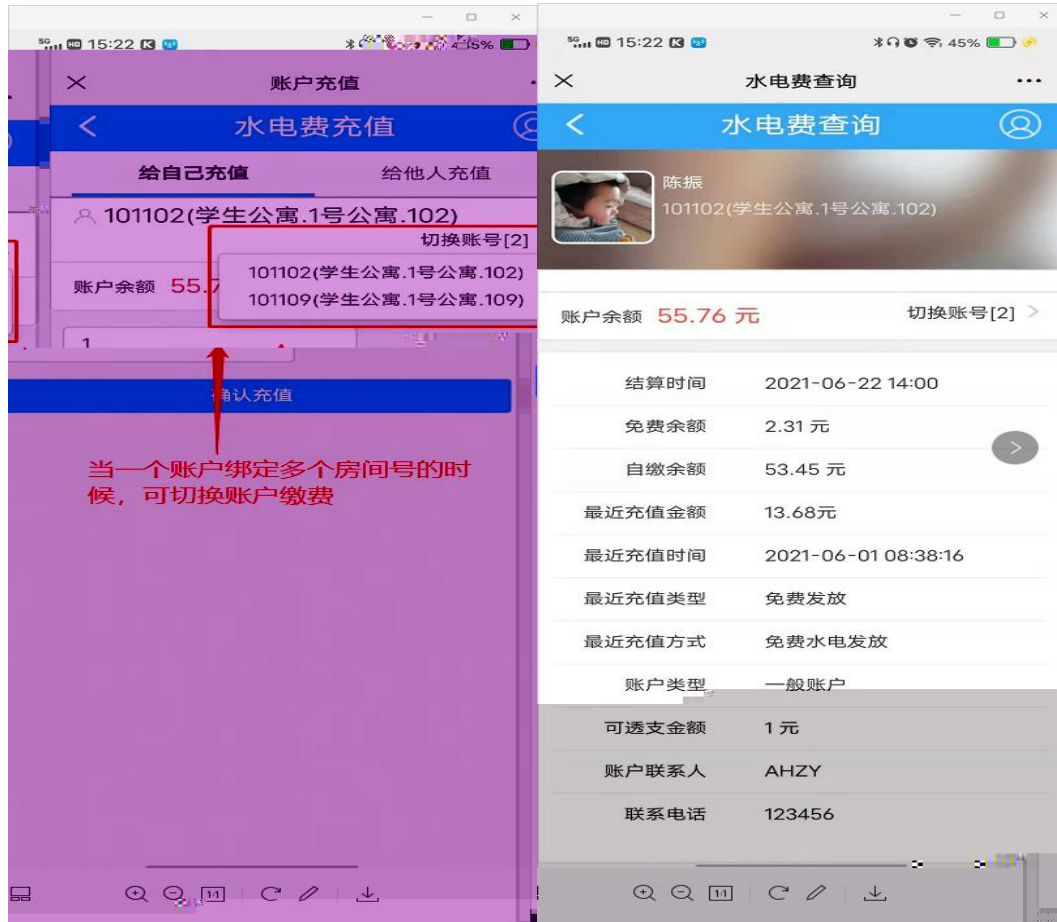 15:22
账户充值
水电费充值
给自己充值 给他人充值
101102(学生公寓.1号公寓.102)
切换账号[2]
账户余额 55.7
101102(学生公寓.1号公寓.102)
101109(学生公寓.1号公寓.109)
1
确认充值
当一个账户绑定多个房间号的时
候，可切换账户缴费
1:1
5G HD 15:22 45%
水电费查询
水电费查询
陈振
101102(学生公寓.1号公寓.102)
账户余额 55.76 元 切换账号[2]
结算时间 2021-06-22 14:00
免费余额 2.31 元
自缴余额 53.45 元
最近充值金额 13.68元
最近充值时间 2021-06-01 08:38:16
最近充值类型 免费发放
最近充值方式 免费水电发放
账户类型 一般账户
可透支金额 1 元
账户联系人 AHZY
联系电话 123456
1:1